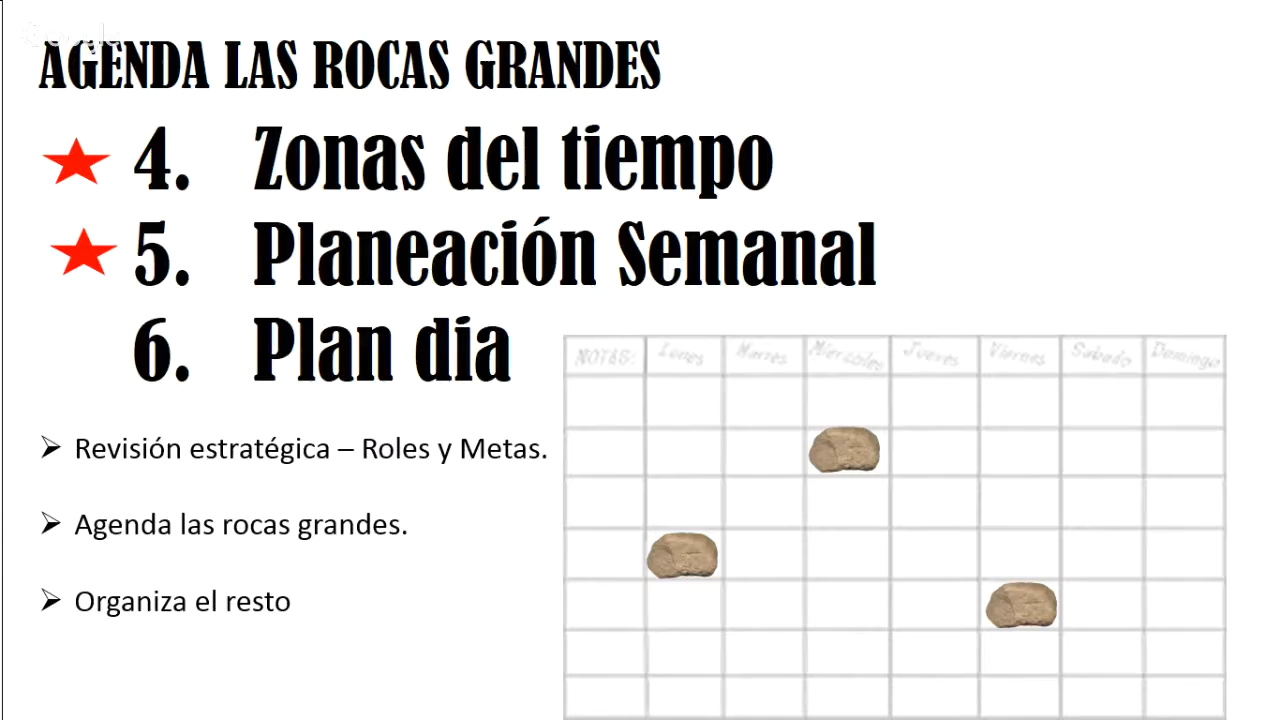 Google
AGENDA LAS ROCAS GRANDES
4. Zonas del tiempo
5. Planeación Semanal
6. Plan dia
➢ Revisión estratégica – Roles y Metas.
➢ Agenda las rocas grandes.
➢ Organiza el resto
NOTAS: Lunes Martes Miercoles Jueves Viernes Sabado Domingo